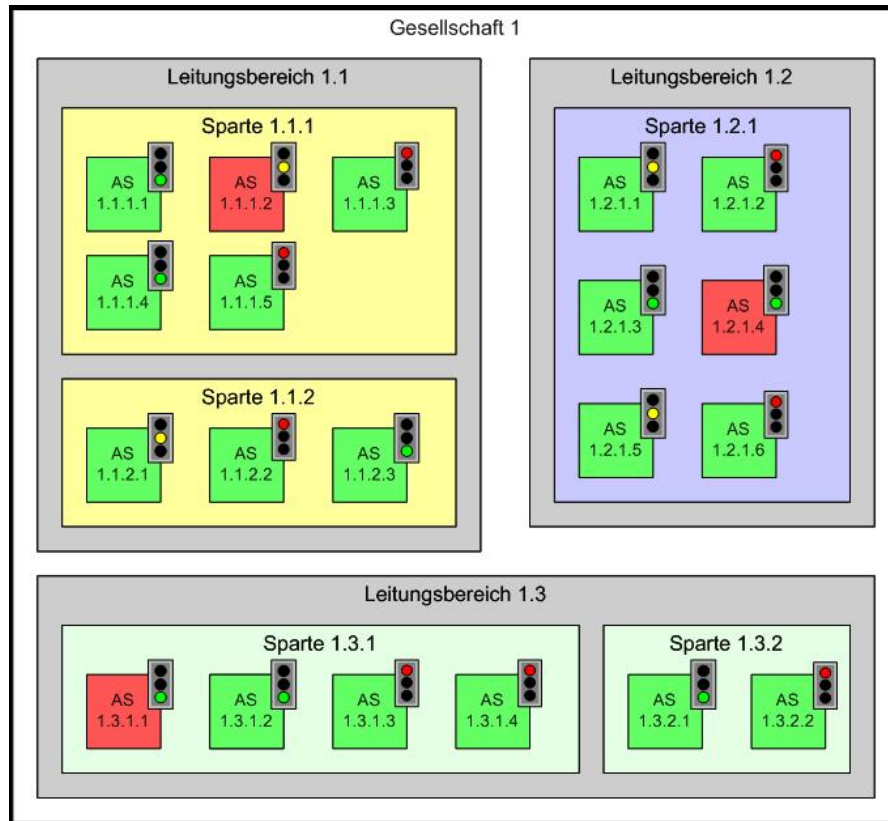 Gesellschaft 1
Leitungsbereich 1.1
Sparte 1.1.1
AS
1.1.1.1
AS
1.1.1.2
AS
1.1.1.3
AS
1.1.1.4
AS
1.1.1.5
Sparte 1.1.2
AS
1.1.2.1
AS
1.1.2.2
AS
1.1.2.3
Leitungsbereich 1.2
Sparte 1.2.1
AS
1.2.1.1
AS
1.2.1.2
AS
1.2.1.3
AS
1.2.1.4
AS
1.2.1.5
AS
1.2.1.6
Leitungsbereich 1.3
Sparte 1.3.1
AS
1.3.1.1
AS
1.3.1.2
AS
1.3.1.3
AS
1.3.1.4
Sparte 1.3.2
AS
1.3.2.1
AS
1.3.2.2